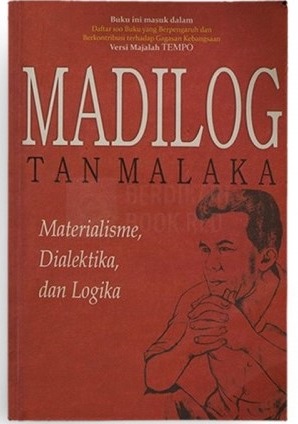 Buku ini masuk dalam
Daftar 100 Buku yang Berpengaruh dan
Berkontribusi terhadap Gagasan Kebangsaan
Versi Majalah TEMPO
MADILOG
TAN MALAKA
Materialisme,
Dialektika,
dan Logika